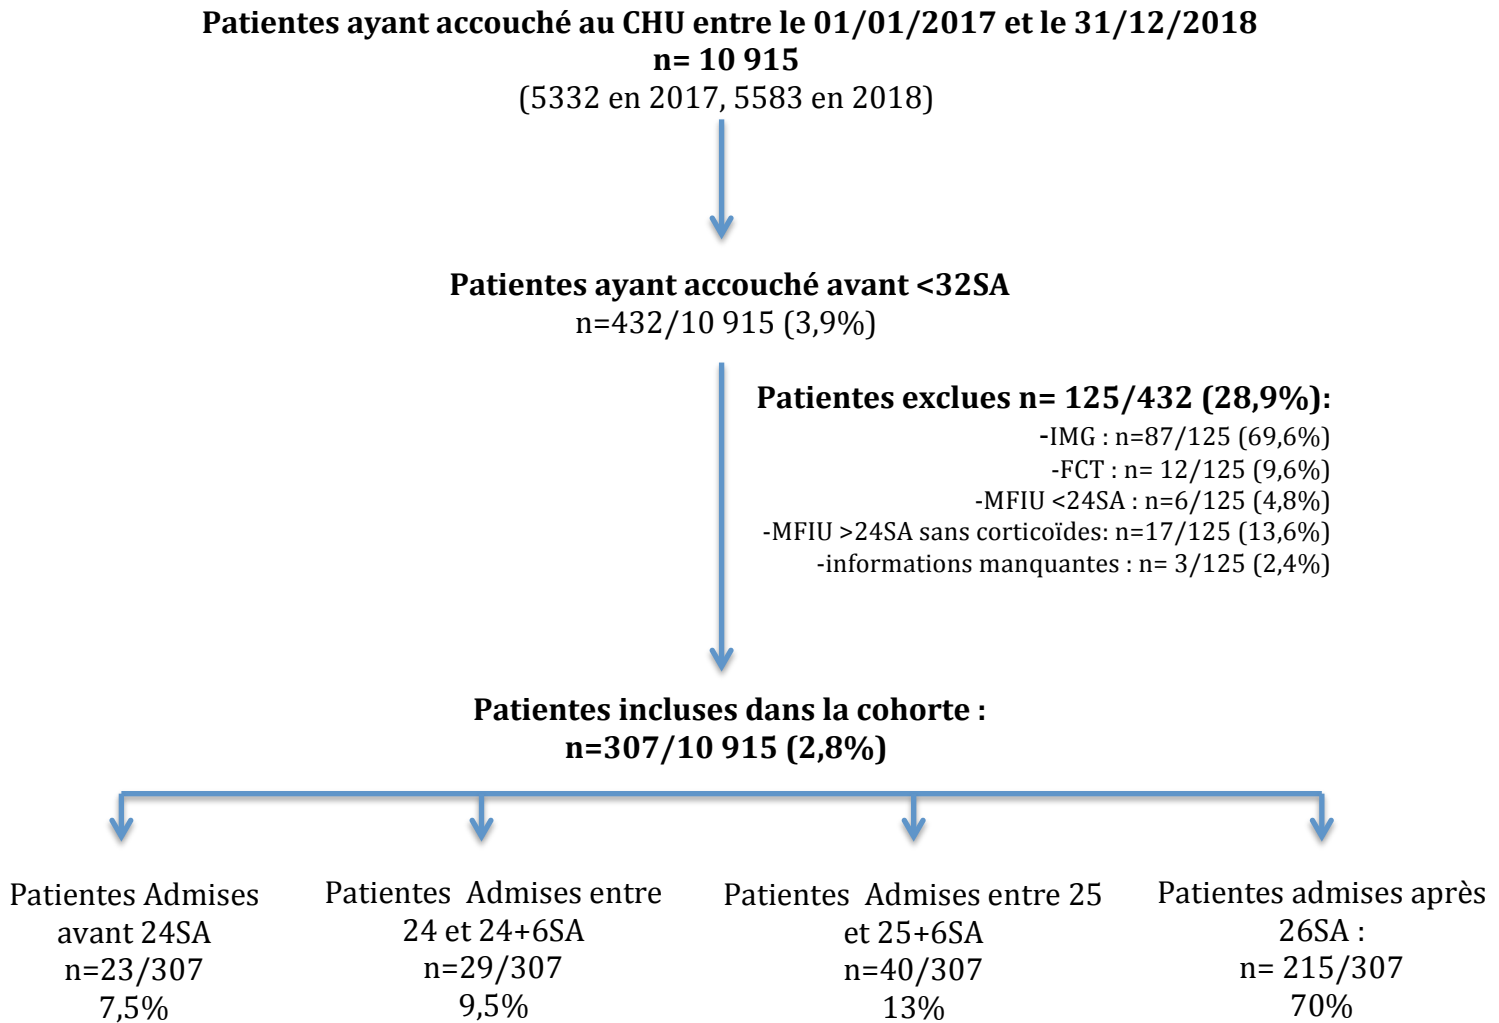 Patientes ayant accouché au CHU entre le 01/01/2017 et le 31/12/2018
n= 10 915
(5332 en 2017, 5583 en 2018)
Patientes ayant accouché avant <32SA
n=432/10 915 (3,9%)
Patientes exclues n= 125/432 (28,9%):
-IMG : n=87/125 (69,6%)
-FCT : n= 12/125 (9,6%)
-MFIU <24SA : n=6/125 (4,8%)
-MFIU >24SA sans corticoïdes: n=17/125 (13,6%)
-informations manquantes : n= 3/125 (2,4%)
Patientes incluses dans la cohorte :
n=307/10 915 (2,8%)
Patientes Admises
avant 24SA
n=23/307
7,5%
Patientes  Admises entre
24 et 24+6SA
n=29/307
9,5%
Patientes  Admises entre 25
et 25+6SA
n=40/307
13%
Patientes admises après
26SA :
n= 215/307
70%